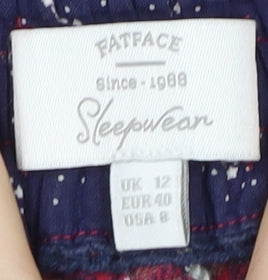 FATFACE
Since - 1988
Sleepwear
UK 12
EUR 40
USA 8